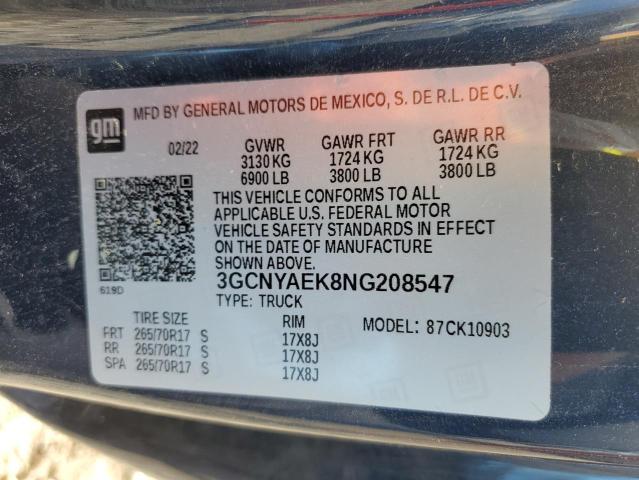 gm
MFD BY GENERAL MOTORS DE MEXICO, S. DE R.L. DE C.V.
02/22 GVWR GAWR FRT GAWR RR
3130 KG 1724 KG 1724 KG
6900 LB 3800 LB 3800 LB
THIS VEHICLE CONFORMS TO ALL
APPLICABLE U.S. FEDERAL MOTOR
VEHICLE SAFETY STANDARDS IN EFFECT
ON THE DATE OF MANUFACTURE
SHOWN ABOVE.
619D
3GCNYAEK8NG208547
TYPE: TRUCK
TIRE SIZE RIM MODEL: 87CK10903
FRT 265/70R17 S 17X8J
RR 265/70R17 S 17X8J
SPA 265/70R17 S 17X8J